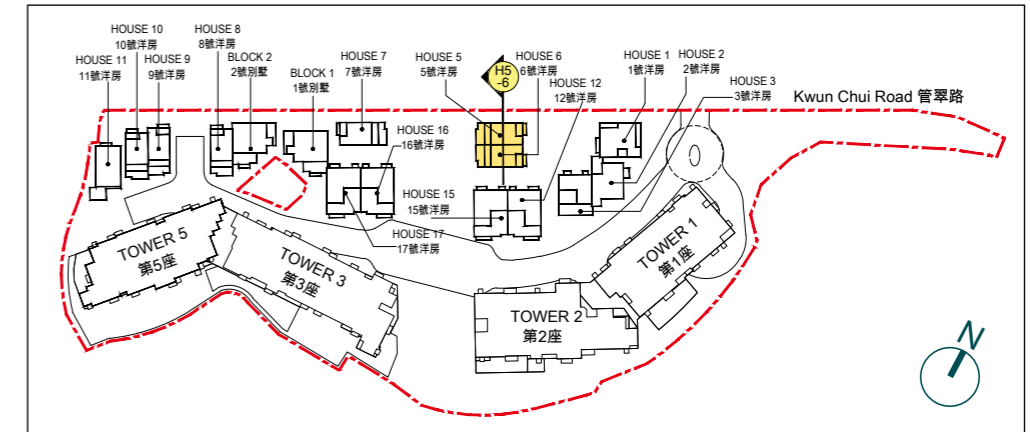 HOUSE 10
10號洋房
HOUSE 8
8號洋房
HOUSE 11
11號洋房
HOUSE 9
9號洋房
BLOCK 2
2號別墅
BLOCK 1
1號別墅
HOUSE 7
7號洋房
HOUSE 5
5號洋房
H5
-6
HOUSE 6
6號洋房
HOUSE 12
12號洋房
HOUSE 1
1號洋房
HOUSE 2
2號洋房
HOUSE 3
3號洋房
Kwun Chui Road 管翠路
HOUSE 16
16號洋房
HOUSE 15
15號洋房
HOUSE 17
17號洋房
TOWER 5
第5座
TOWER 3
第3座
TOWER 2
第2座
TOWER 1
第1座
N